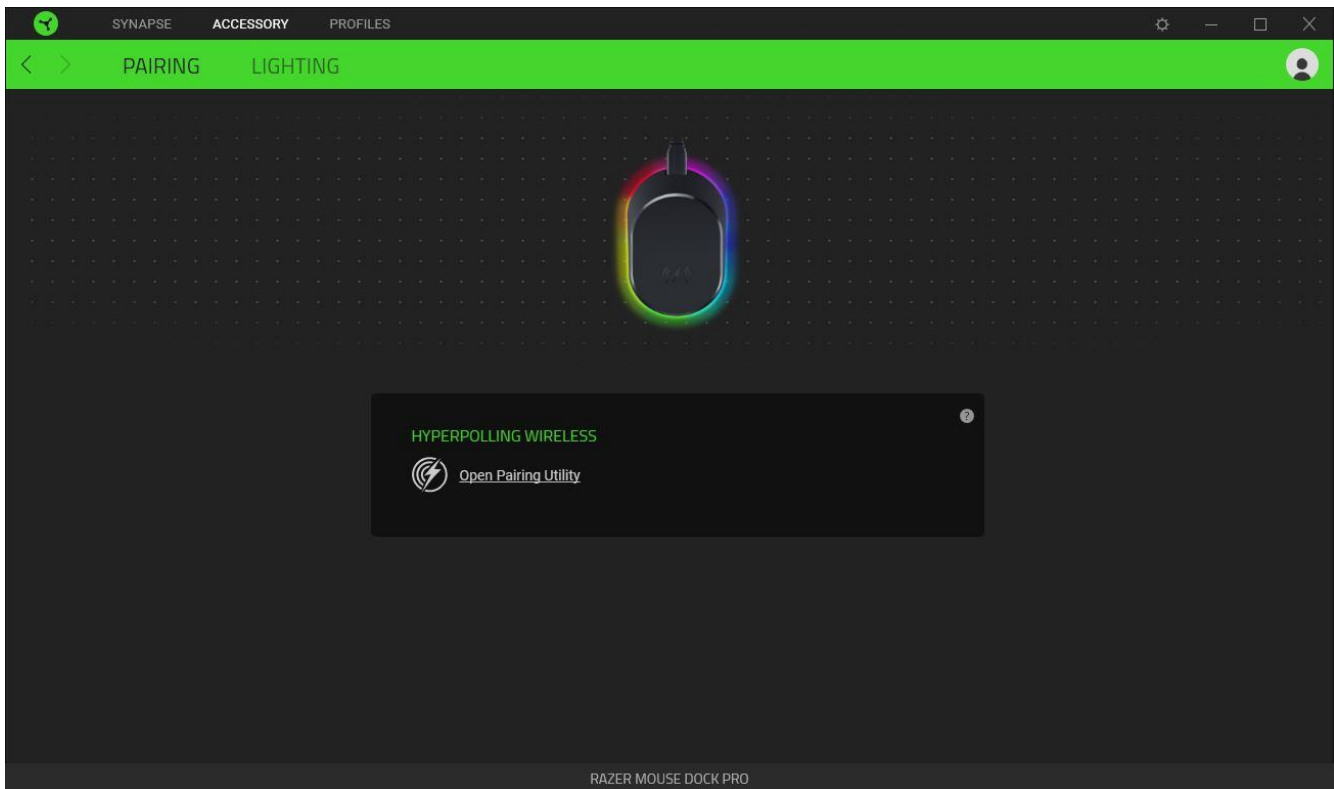 SYNAPSE ACCESSORY PROFILES
PAIRING LIGHTING
?
HYPERPOLLING WIRELESS
Open Pairing Utility
RAZER MOUSE DOCK PRO